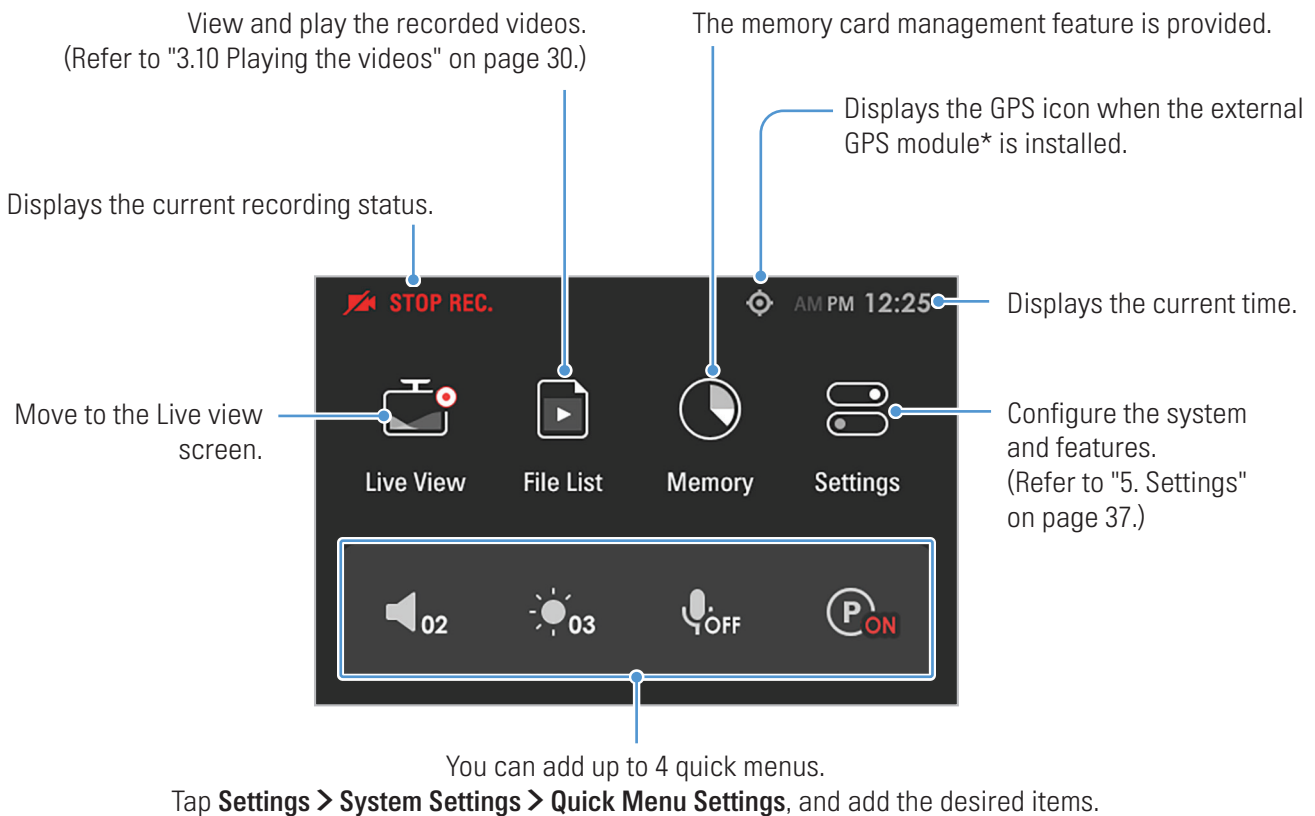 View and play the recorded videos.
(Refer to "3.10 Playing the videos" on page 30.)
The memory card management feature is provided.
Displays the GPS icon when the external
GPS module* is installed.
Displays the current recording status.
STOP REC.
AM PM 12:25
Displays the current time.
Move to the Live view
screen.
Live View
File List
Memory
Settings
Configure the system
and features.
(Refer to "5. Settings"
on page 37.)
02
03
OFF
P ON
You can add up to 4 quick menus.
Tap Settings > System Settings > Quick Menu Settings, and add the desired items.